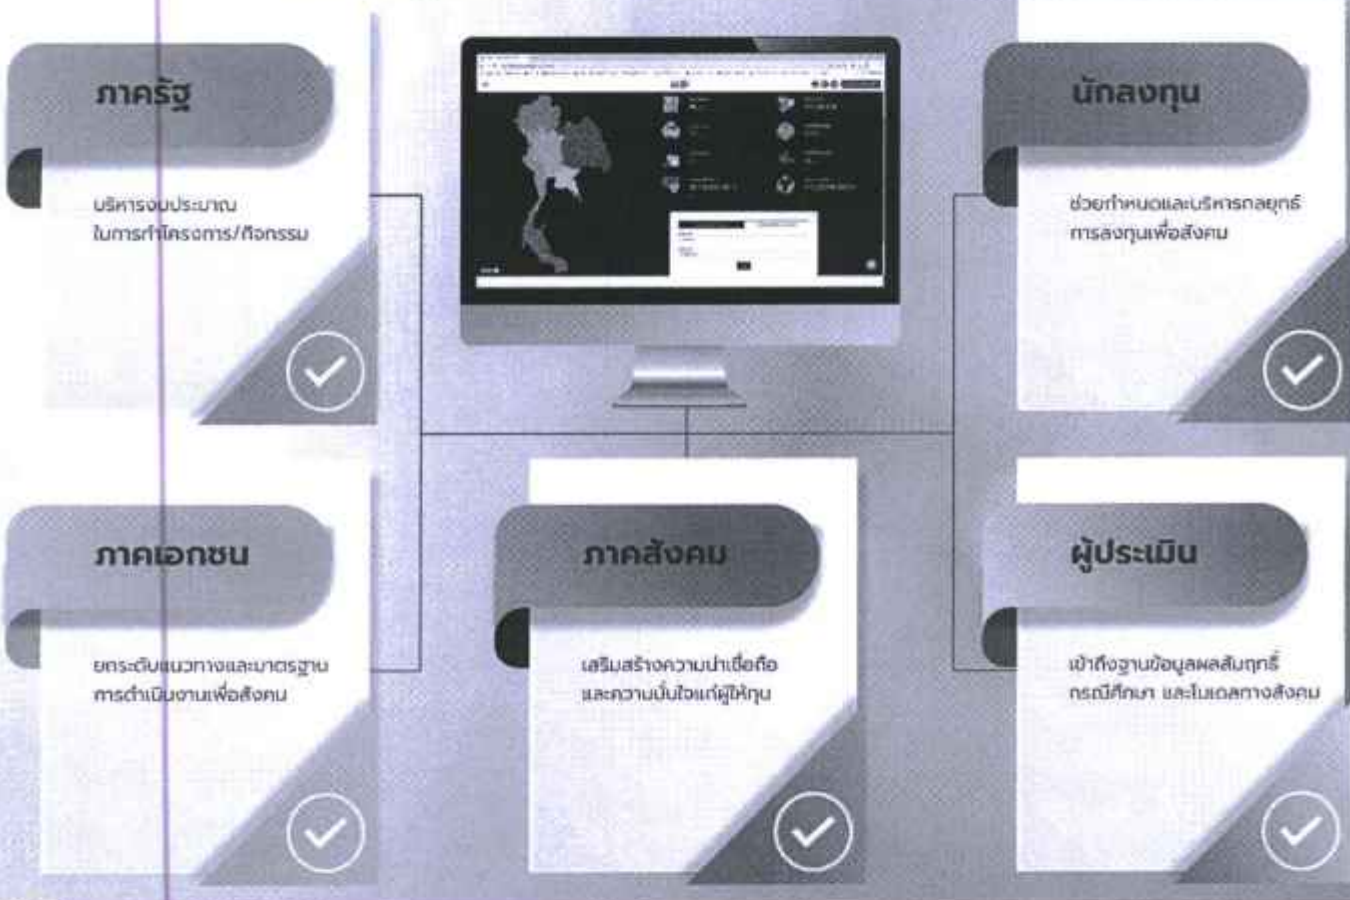 ภาครัฐ
บริหารงบประมาณ
ในการทำโครงการ/กิจกรรม
นักลงทุน
ช่วยกำหนดและบริหารกลยุทธ์
การลงทุนเพื่อสังคม
ภาคเอกชน
ยกระดับแนวทางและมาตรฐาน
การดำเนินงานเพื่อสังคม
ภาคสังคม
เสริมสร้างความน่าเชื่อถือ
และความมั่นใจแก่ผู้ให้ทุน
ผู้ประเมิน
เข้าถึงฐานข้อมูลผลสัมฤทธิ์
กรณีศึกษา และโมเดลทางสังคม